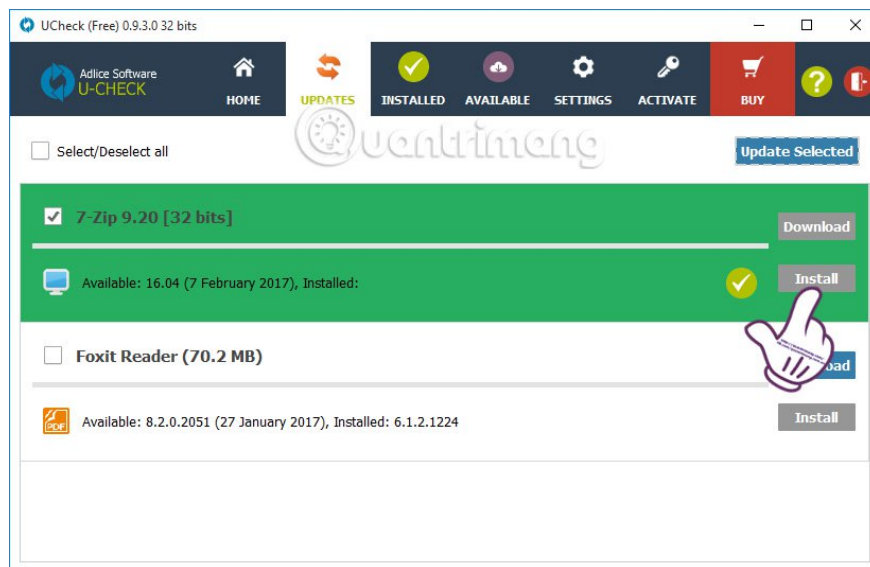 UCheck (Free) 0.9.3.0 32 bits
Adlice Software
U-CHECK
HOME
UPDATES
INSTALLED
AVAILABLE
SETTINGS
ACTIVATE
BUY
?
Quantrimang
Select/Deselect all
Update Selected
7-Zip 9.20 [32 bits]
Download
Available: 16.04 (7 February 2017), Installed:
Install
Foxit Reader (70.2 MB)
PDF
Available: 8.2.0.2051 (27 January 2017), Installed: 6.1.2.1224
Install